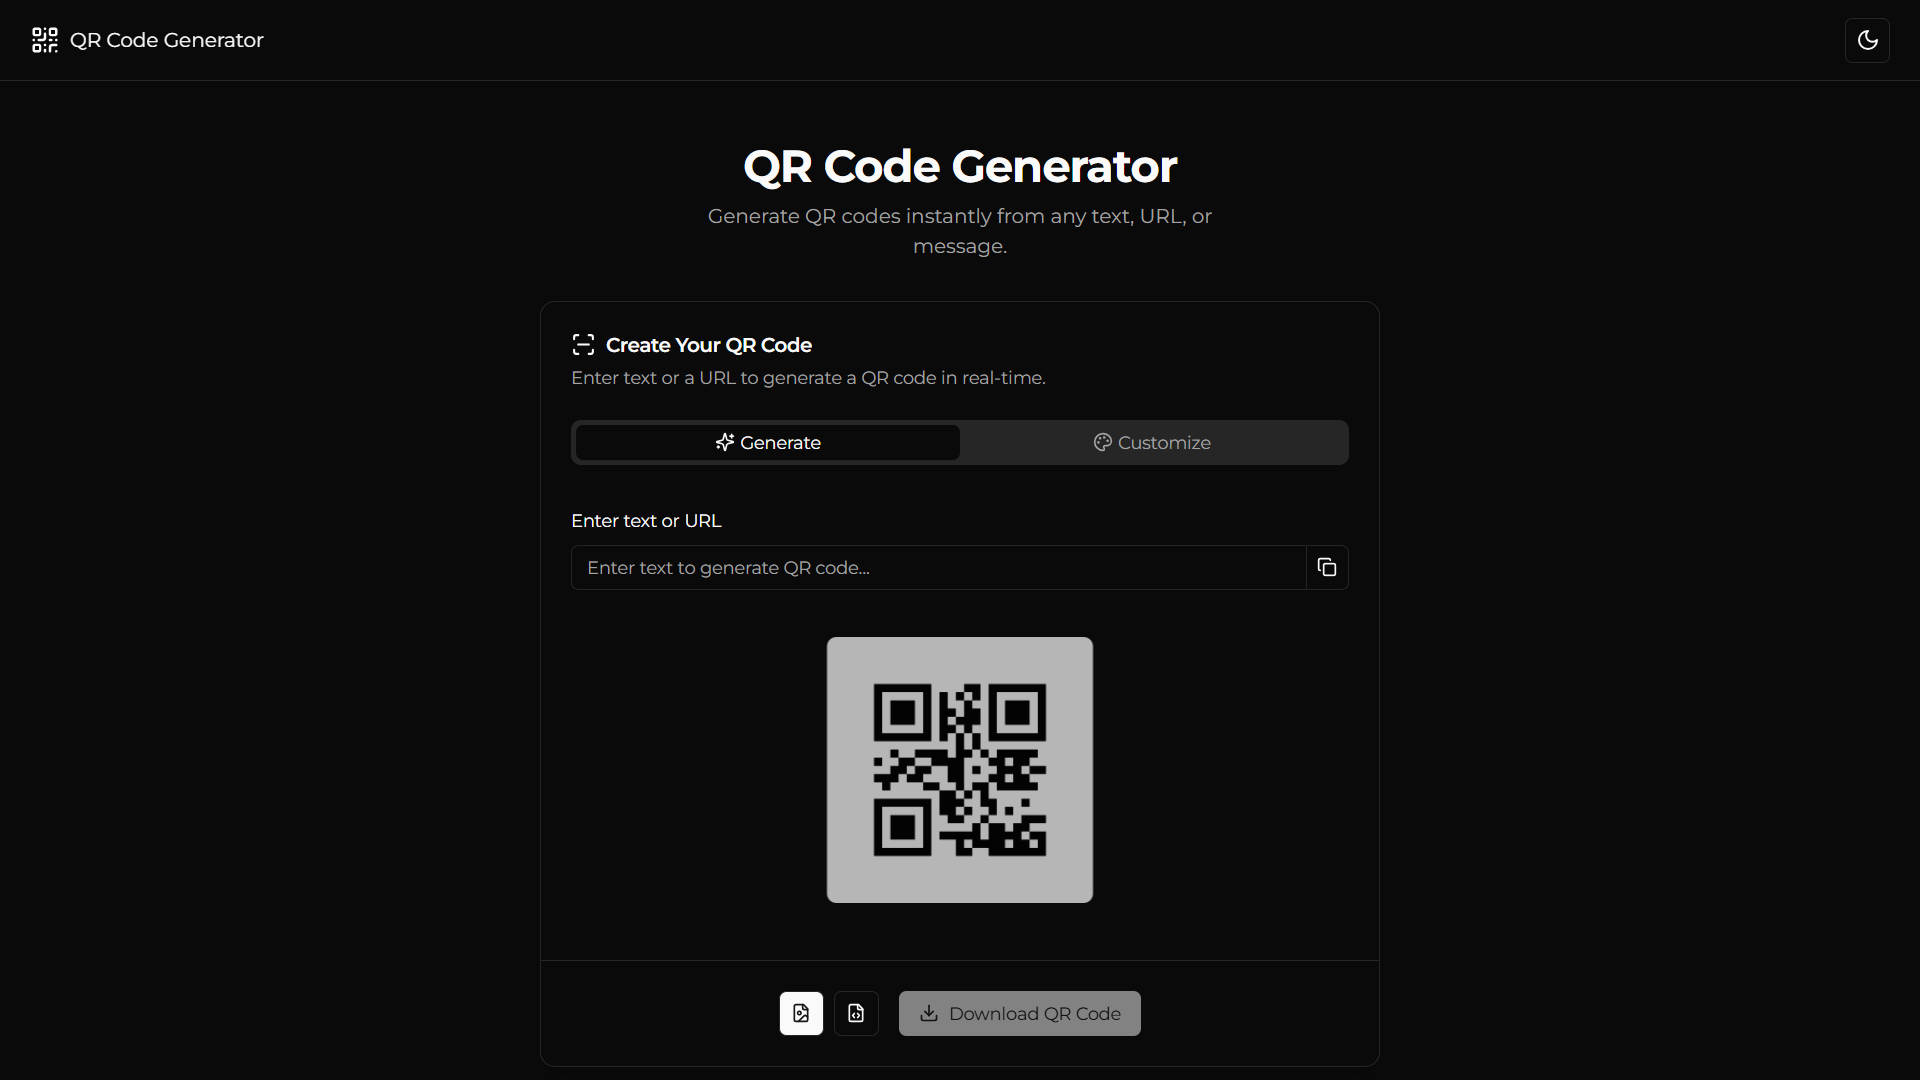 QR Code Generator
QR Code Generator
Generate QR codes instantly from any text, URL, or
message.
Create Your QR Code
Enter text or a URL to generate a QR code in real-time.
Generate
Customize
Enter text or URL
Enter text to generate QR code...
Download QR Code